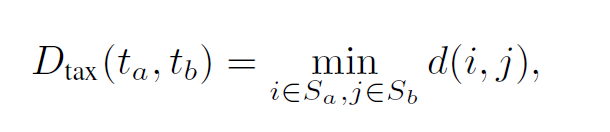 D_tax(t_a, t_b) = min_{i∈S_a, j∈S_b} d(i, j),